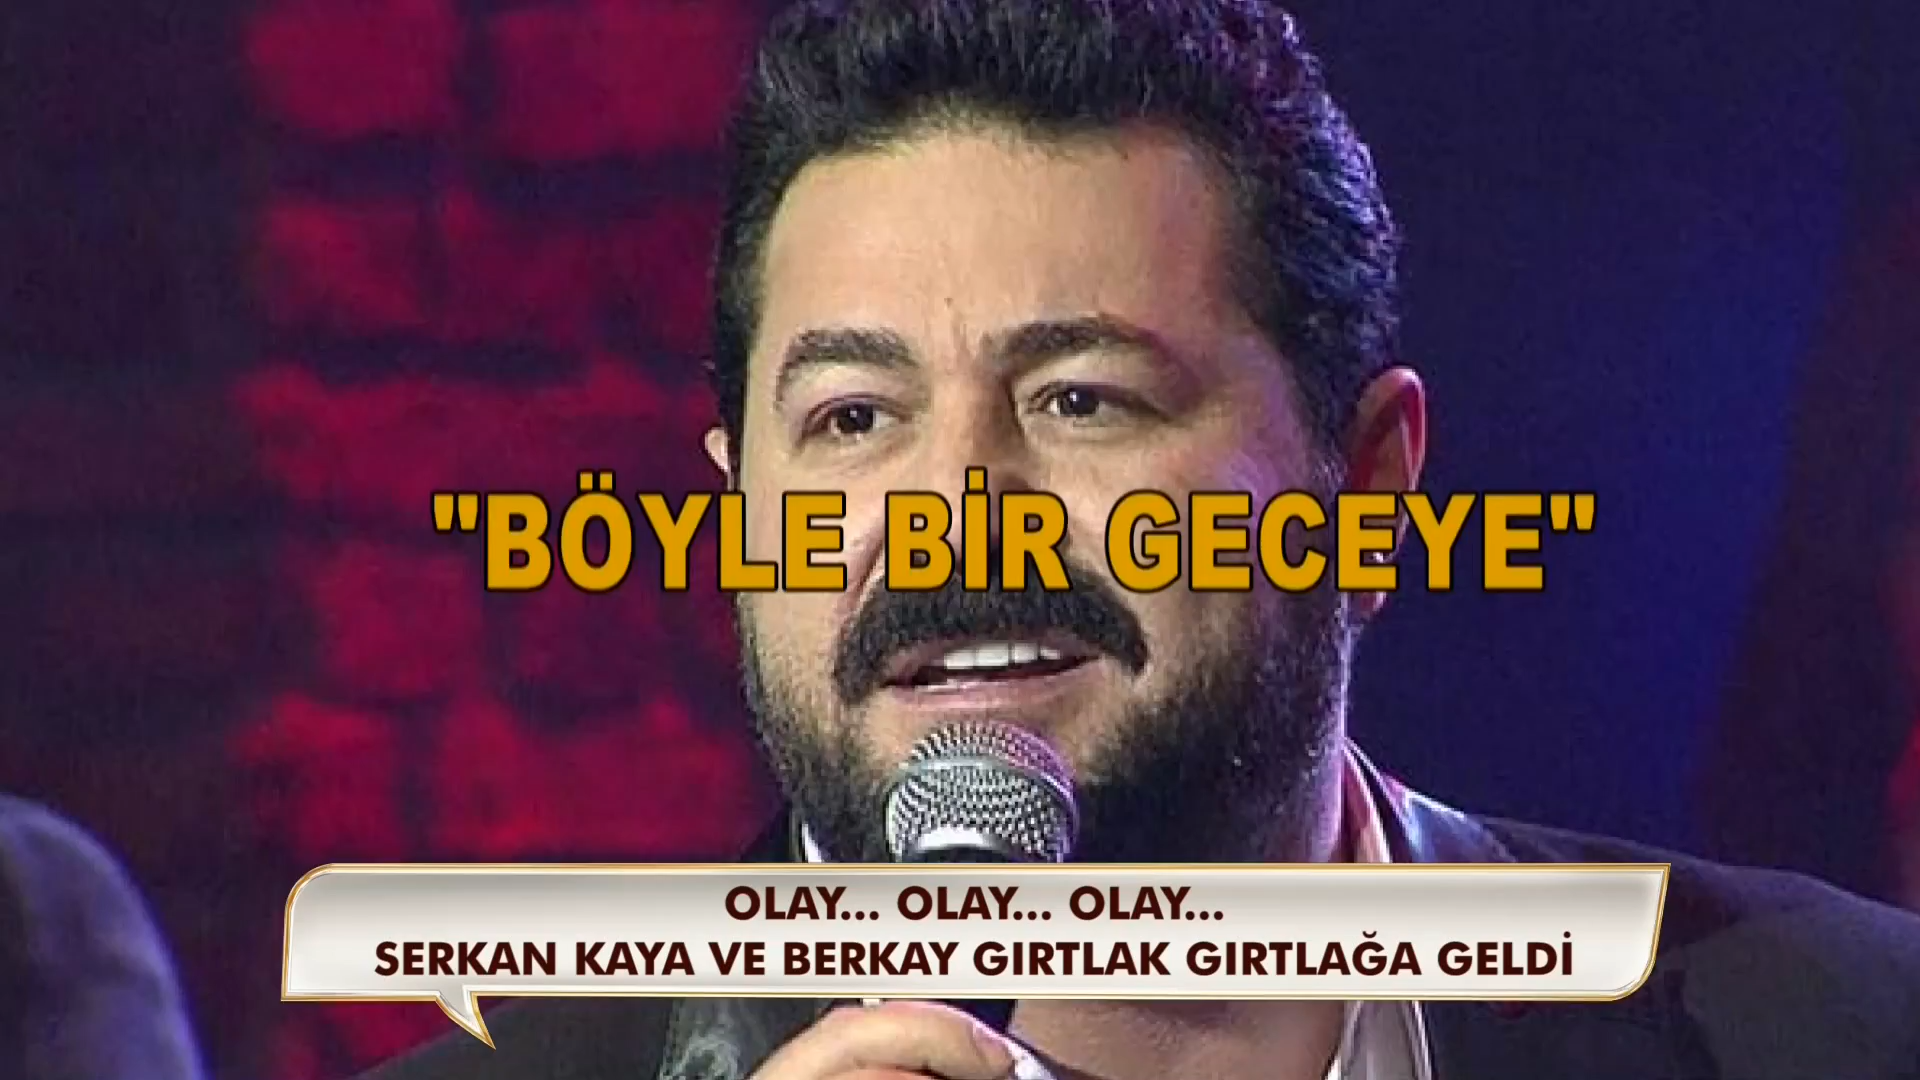 "BÖYLE BİR GECEYE"
OLAY... OLAY... OLAY...
SERKAN KAYA VE BERKAY GIRTLAK GIRTLAĞA GELDİ